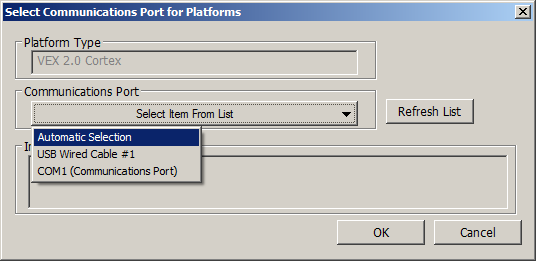 Select Communications Port for Platforms
Platform Type
VEX 2.0 Cortex
Communications Port
Select Item From List
Refresh List
Automatic Selection
USB Wired Cable #1
COM1 (Communications Port)
OK
Cancel